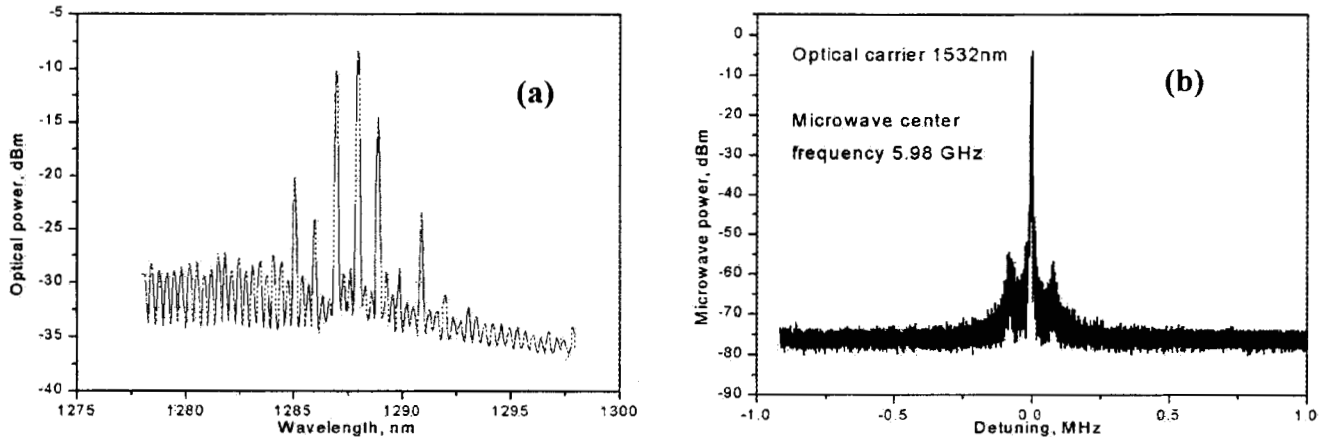 -5
-10
-15
-20
-25
-30
-35
-40
Optical power, dBm
(a)
1275 1280 1285 1290 1295 1300
Wavelength, nm
0
-10
-20
-30
-40
-50
-60
-70
-80
-90
Microwave power, dBm
Optical carrier 1532nm
(b)
Microwave center
frequency 5.98 GHz
-1.0 -0.5 0.0 0.5 1.0
Detuning, MHz